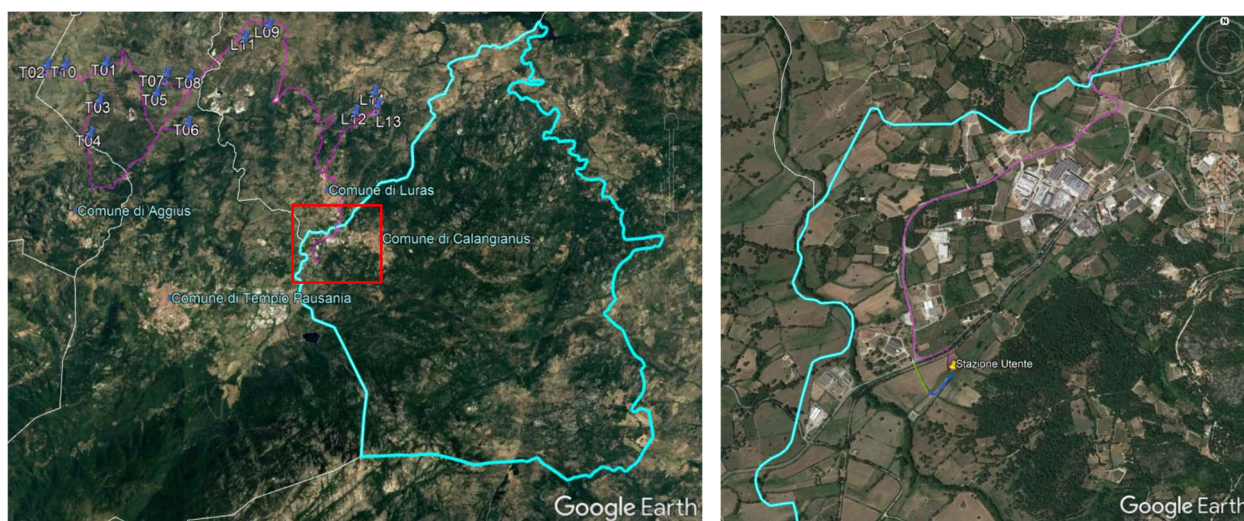 L09
L11
T02
T10
T01
T07
T08
T05
T03
L14
L12
L13
T06
T04
Comune di Luras
Comune di Aggius
Comune di Calangianus
Comune di Tempio Pausania
Google Earth
N
Stazione Utente
Google Earth